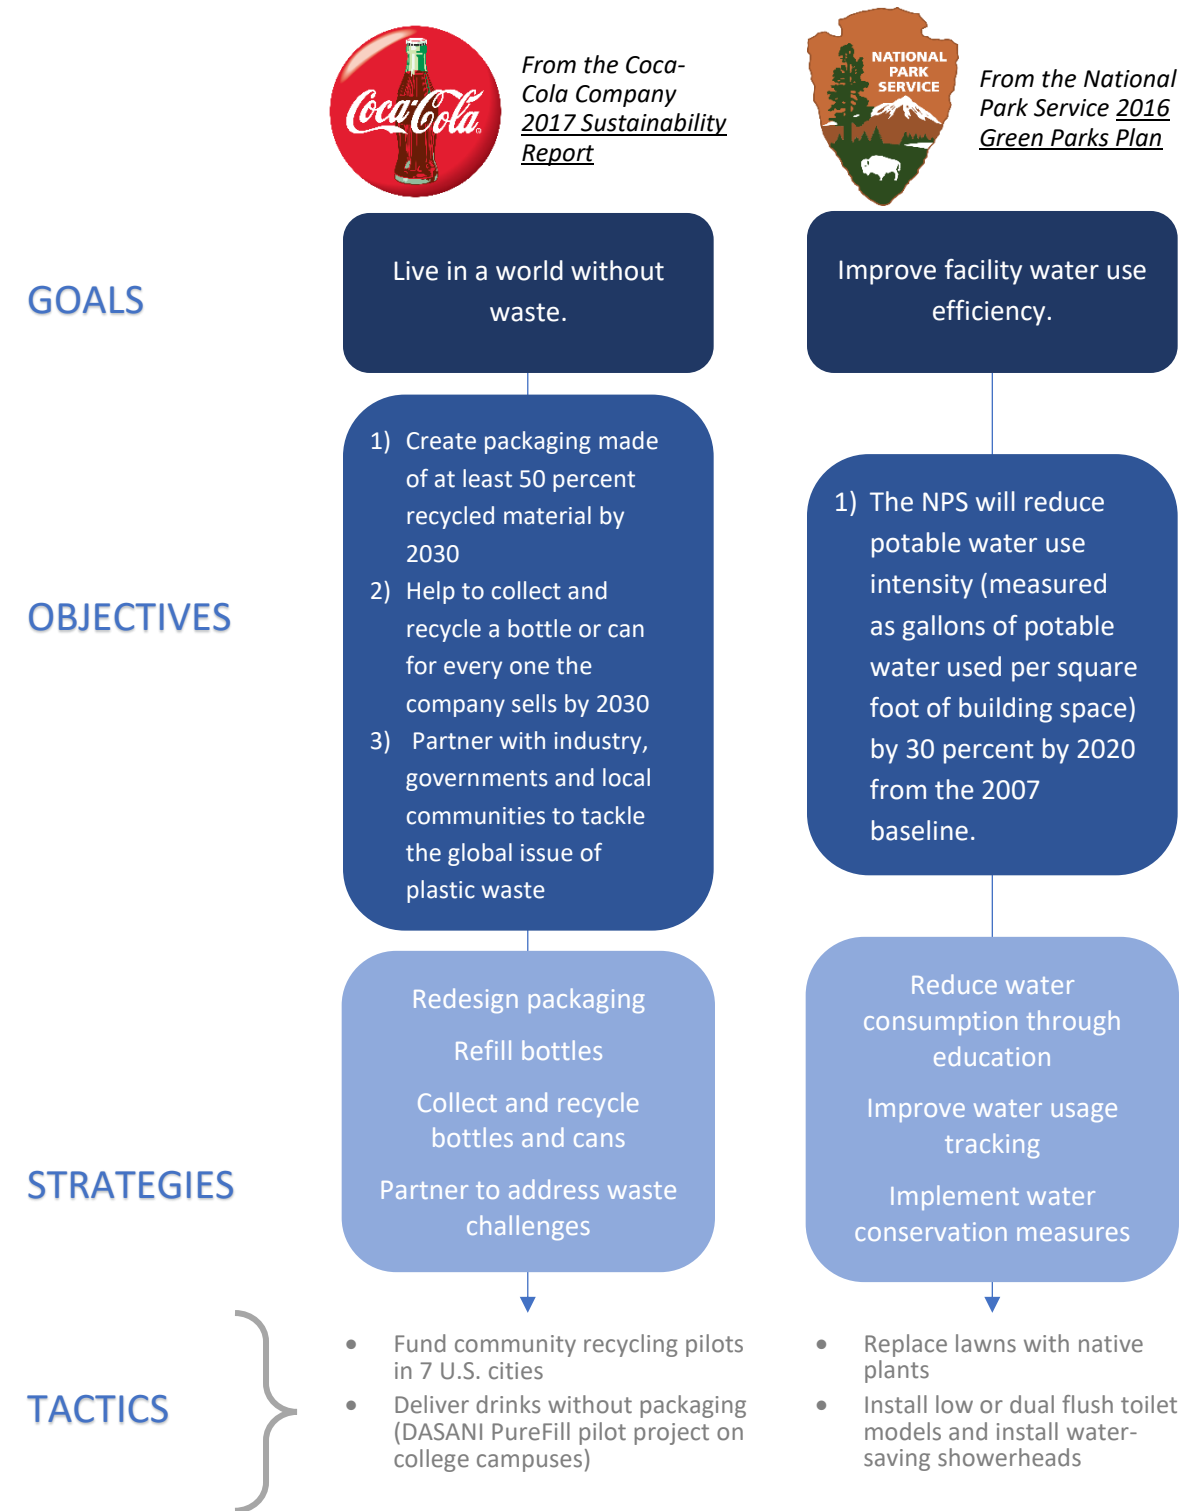 Coca-Cola
From the Coca-
Cola Company
2017 Sustainability
Report
NATIONAL
PARK
SERVICE
From the National
Park Service 2016
Green Parks Plan
GOALS
Live in a world without
waste.
Improve facility water use
efficiency.
OBJECTIVES
1) Create packaging made
of at least 50 percent
recycled material by
2030
2) Help to collect and
recycle a bottle or can
for every one the
company sells by 2030
3) Partner with industry,
governments and local
communities to tackle
the global issue of
plastic waste
1) The NPS will reduce
potable water use
intensity (measured
as gallons of potable
water used per square
foot of building space)
by 30 percent by 2020
from the 2007
baseline.
STRATEGIES
Redesign packaging
Refill bottles
Collect and recycle
bottles and cans
Partner to address waste
challenges
Reduce water
consumption through
education
Improve water usage
tracking
Implement water
conservation measures
TACTICS
• Fund community recycling pilots
in 7 U.S. cities
• Deliver drinks without packaging
(DASANI PureFill pilot project on
college campuses)
• Replace lawns with native
plants
• Install low or dual flush toilet
models and install water-
saving showerheads